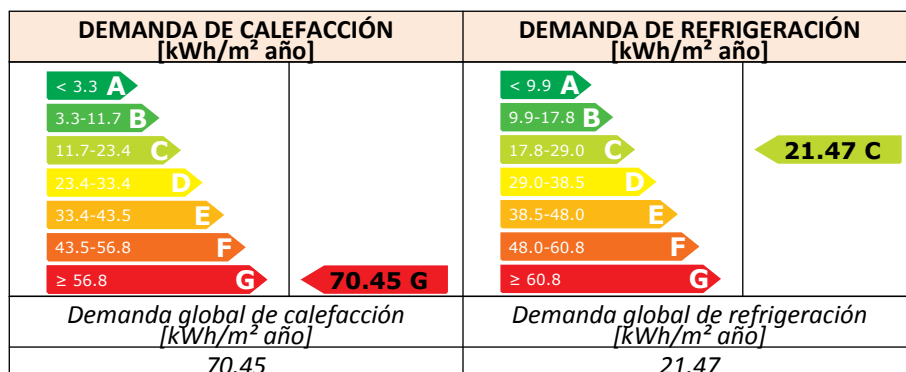 DEMANDA DE CALEFACCIÓN
[kWh/m² año]
DEMANDA DE REFRIGERACIÓN
[kWh/m² año]
< 3.3 A
3.3-11.7 B
11.7-23.4 C
23.4-33.4 D
33.4-43.5 E
43.5-56.8 F
≥ 56.8 G
70.45 G
< 9.9 A
9.9-17.8 B
17.8-29.0 C
29.0-38.5 D
38.5-48.0 E
48.0-60.8 F
≥ 60.8 G
21.47 C
Demanda global de calefacción
[kWh/m² año]
Demanda global de refrigeración
[kWh/m² año]
70.45
21.47